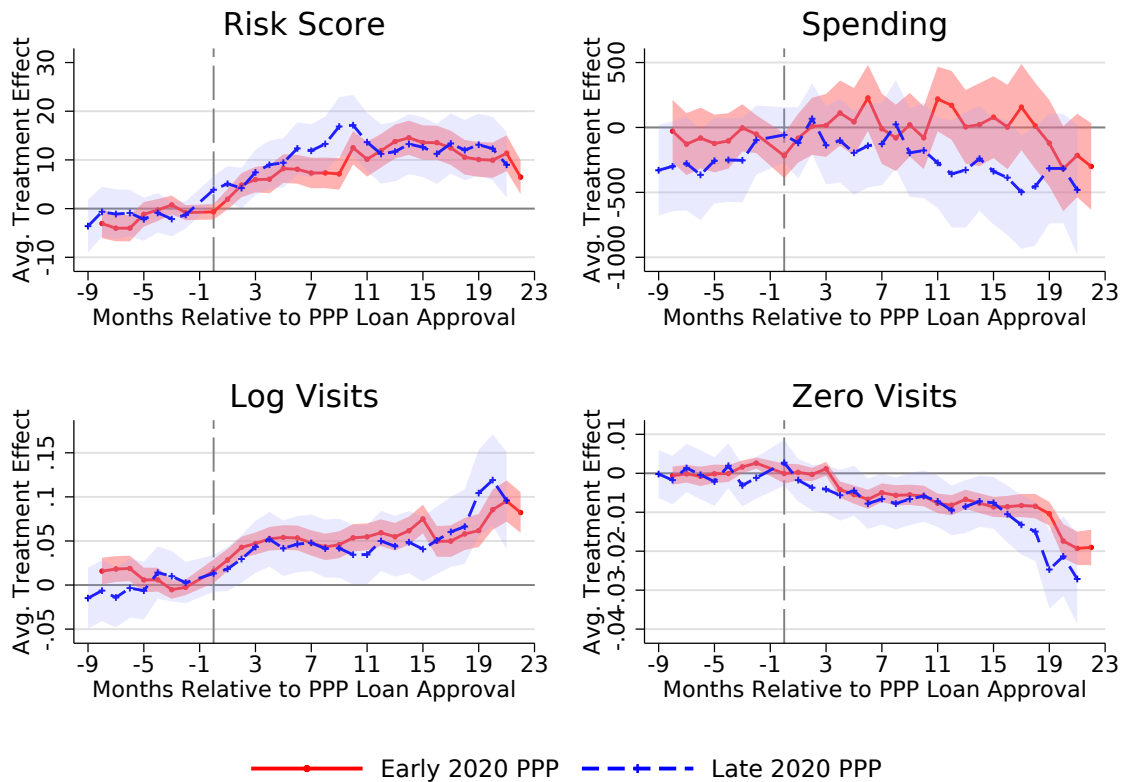 Risk Score
Avg. Treatment Effect
30
20
10
0
-10
-9 -5 -1 3 7 11 15 19 23
Months Relative to PPP Loan Approval
Spending
Avg. Treatment Effect
500
0
-500
-1000
-9 -5 -1 3 7 11 15 19 23
Months Relative to PPP Loan Approval
Log Visits
Avg. Treatment Effect
.15
.1
.05
0
-.05
-9 -5 -1 3 7 11 15 19 23
Months Relative to PPP Loan Approval
Zero Visits
Avg. Treatment Effect
.01
0
-.01
-.02
-.03
-.04
-9 -5 -1 3 7 11 15 19 23
Months Relative to PPP Loan Approval
Early 2020 PPP Late 2020 PPP